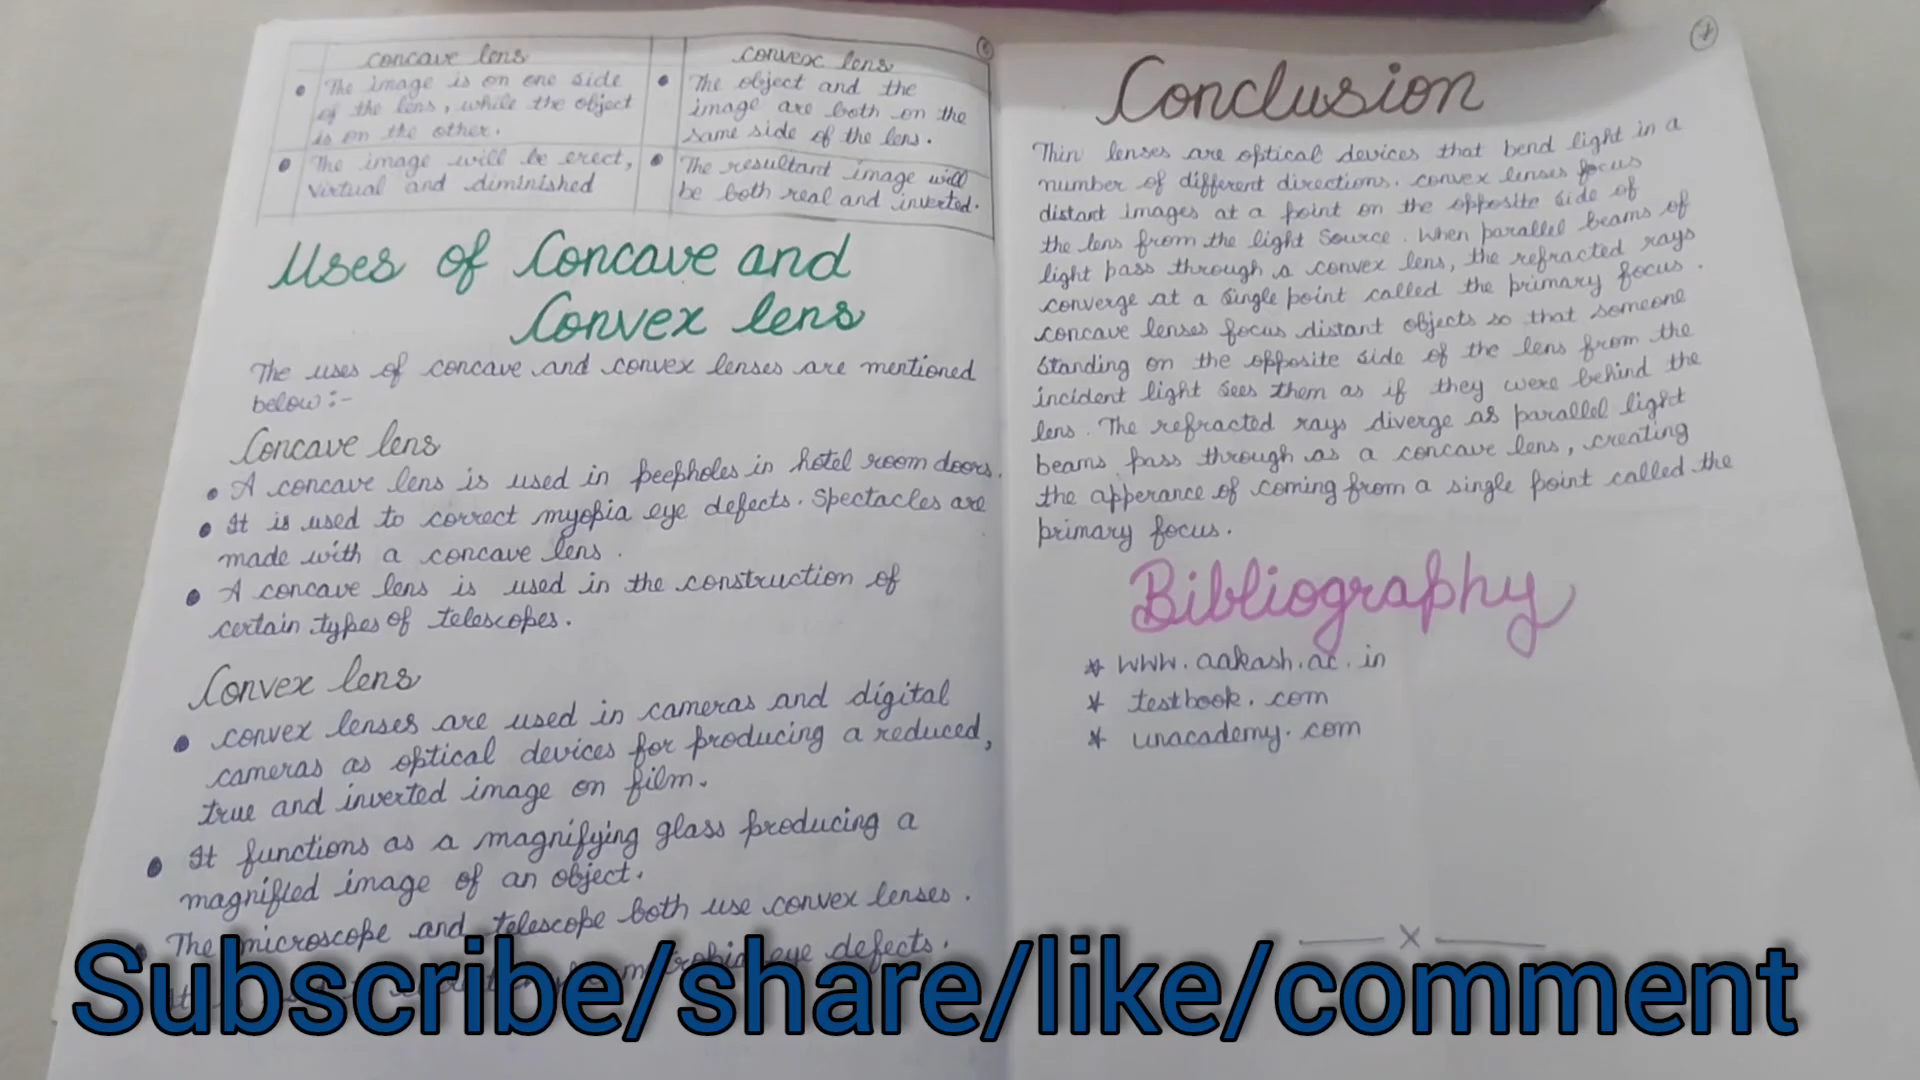 concave lens
The image is on one side
of the lens, while the object
is on the other.
The image will be erect,
virtual and diminished
convex lens
The object and the
image are both on the
same side of the lens.
The resultant image will
be both real and inverted.
Uses of Concave and
Convex lens
The uses of concave and convex lenses are mentioned
below:-
Concave lens
A concave lens is used in peepholes in hotel room doors.
It is used to correct myopia eye defects. Spectacles are
made with a concave lens.
A concave lens is used in the construction of
certain types of telescopes.
Convex lens
convex lenses are used in cameras and digital
cameras as optical devices for producing a reduced,
true and inverted image on film.
It functions as a magnifying glass producing a
magnified image of an object.
The microscope and telescope both use convex lenses.
eye defects.
Conclusion
Thin lenses are optical devices that bend light in a
number of different directions. convex lenses focus
distant images at a point on the opposite side of
the lens from the light source. When parallel beams of
light pass through a convex lens, the refracted rays
converge at a single point called the primary focus.
concave lenses focus distant objects so that someone
standing on the opposite side of the lens from the
incident light sees them as if they were behind the
lens. The refracted rays diverge as parallel light
beams pass through as a concave lens, creating
the apperance of coming from a single point called the
primary focus.
Bibliography
* www.aakash.ac.in
* testbook.com
* unacademy.com
x
Subscribe/share/like/comment